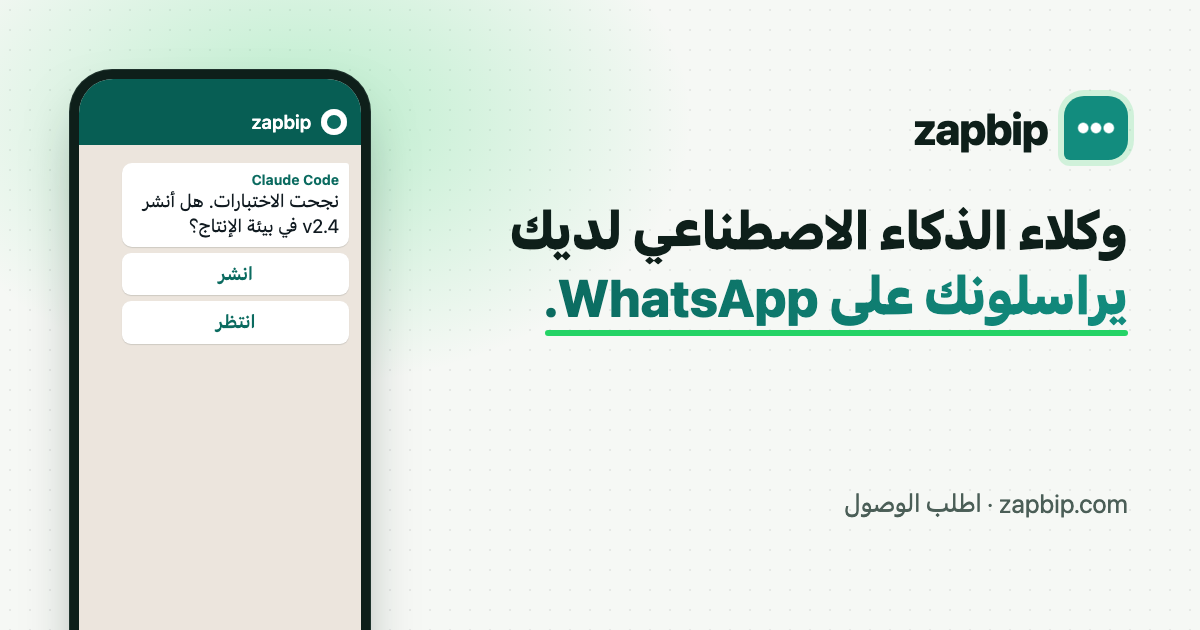 zapbip
وكلاء الذكاء الاصطناعي لديك
يراسلونك على WhatsApp.
zapbip.com · اطلب الوصول
zapbip
Claude Code
نجحت الاختبارات. هل أنشر
v2.4 في بيئة الإنتاج؟
انشر
انتظر